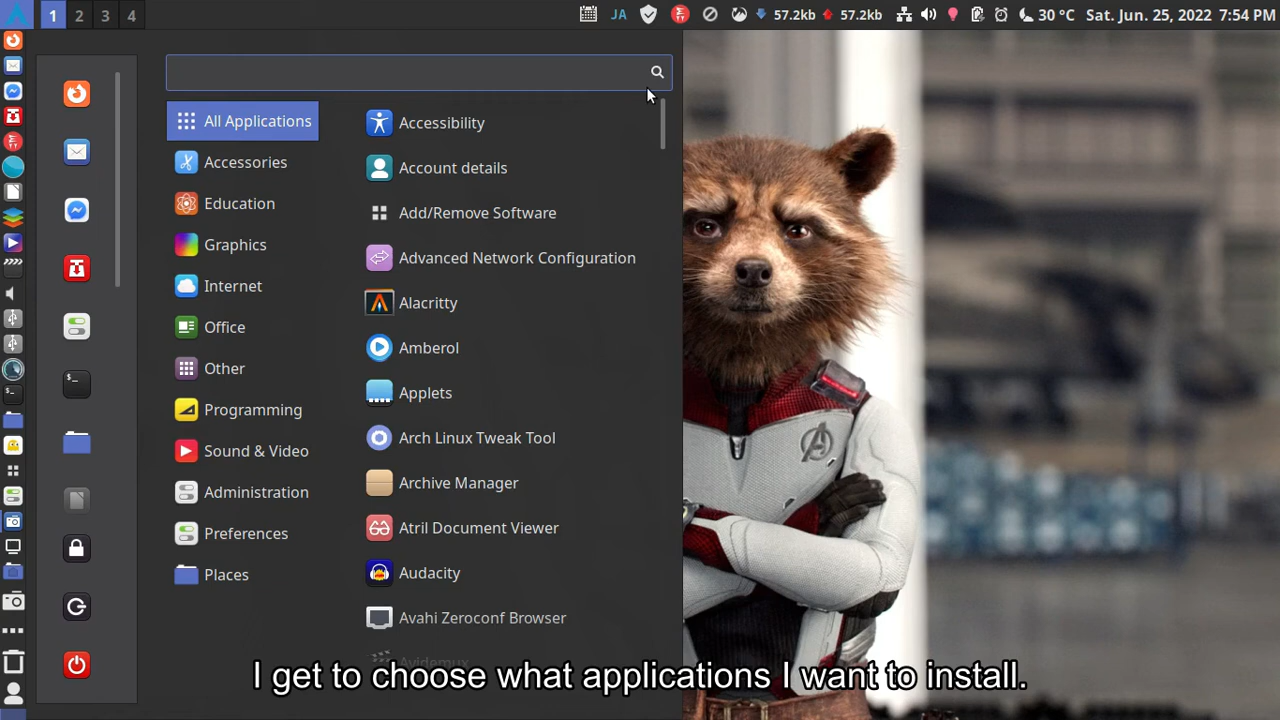 1 2 3 4 JA 57.2kb 57.2kb 30 °C Sat. Jun. 25, 2022 7:54 PM
All Applications
Accessories
Education
Graphics
Internet
Office
Other
Programming
Sound & Video
Administration
Preferences
Places
Accessibility
Account details
Add/Remove Software
Advanced Network Configuration
Alacritty
Amberol
Applets
Arch Linux Tweak Tool
Archive Manager
Atril Document Viewer
Audacity
Avahi Zeroconf Browser
Avidemux
I get to choose what applications I want to install.